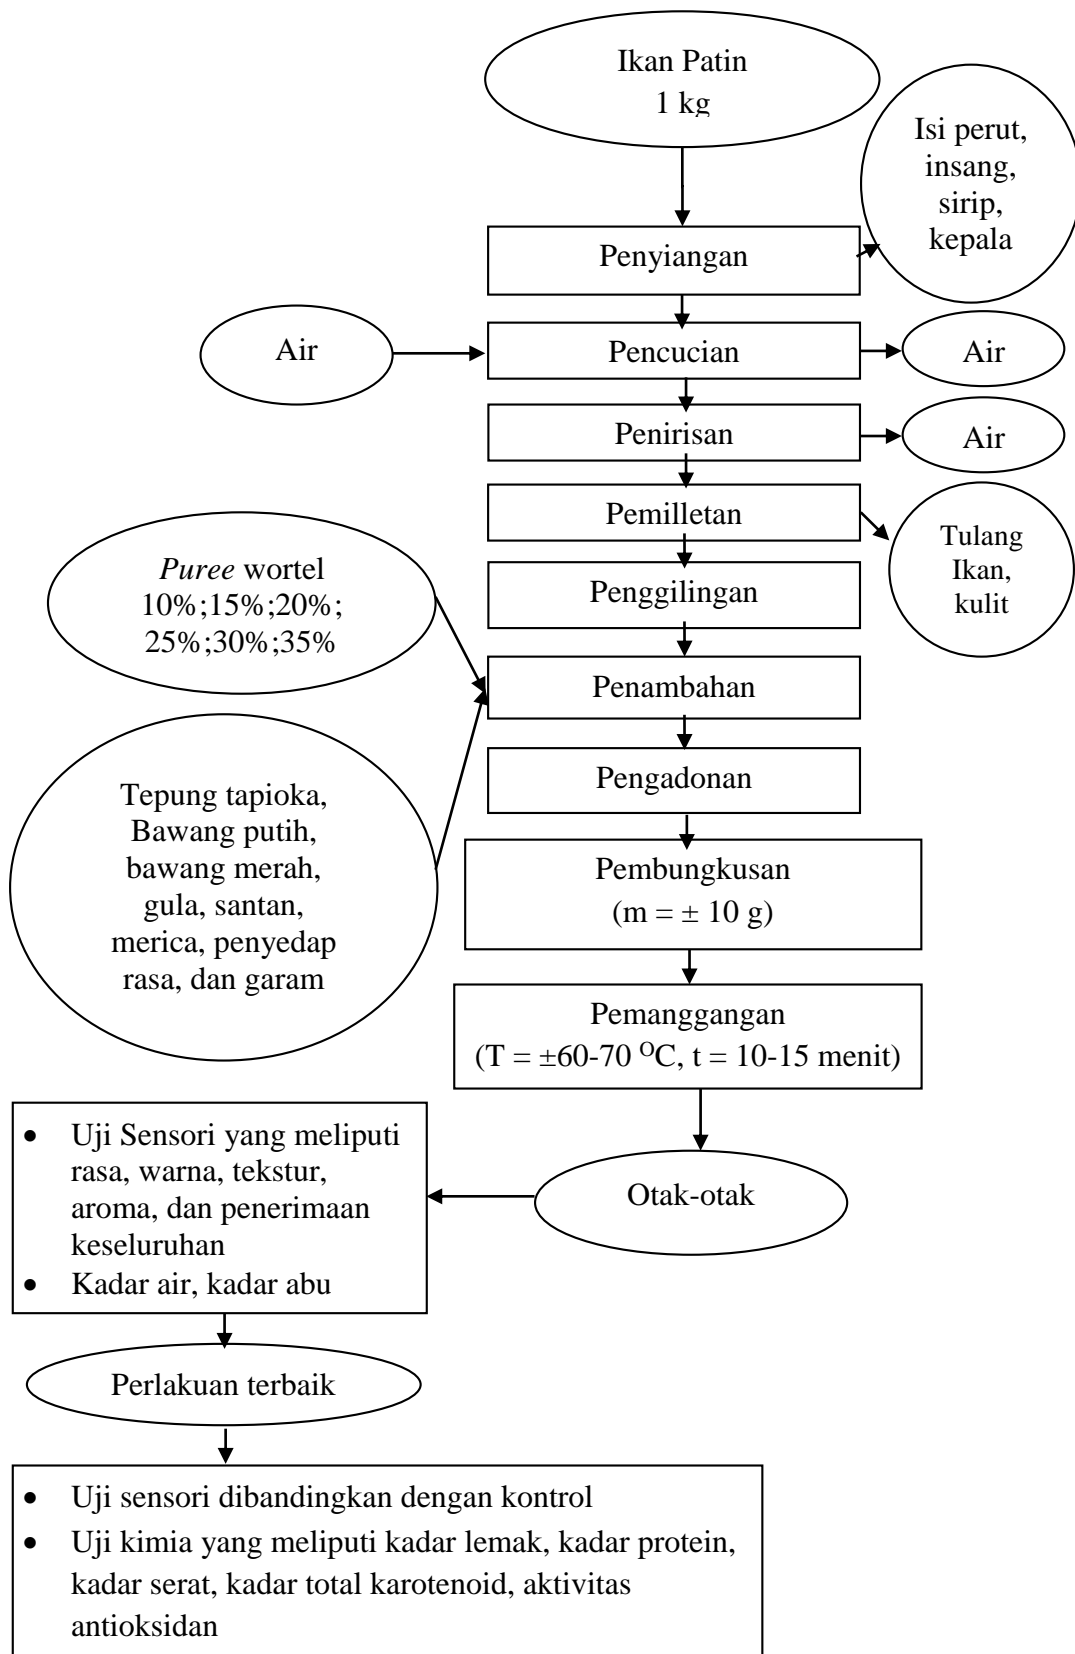 Ikan Patin
1 kg
Isi perut,
insang,
sirip,
kepala
Penyiangan
Air
Pencucian
Air
Penirisan
Air
Pemilletan
Tulang
Ikan,
kulit
Puree wortel
10%;15%;20%;
25%;30%;35%
Penggilingan
Penambahan
Tepung tapioka,
Bawang putih,
bawang merah,
gula, santan,
merica, penyedap
rasa, dan garam
Pengadonan
Pembungkusan
(m = ± 10 g)
Pemanggangan
(T = ±60-70 ᴼC, t = 10-15 menit)
Otak-otak
• Uji Sensori yang meliputi
rasa, warna, tekstur,
aroma, dan penerimaan
keseluruhan
• Kadar air, kadar abu
Perlakuan terbaik
• Uji sensori dibandingkan dengan kontrol
• Uji kimia yang meliputi kadar lemak, kadar protein,
kadar serat, kadar total karotenoid, aktivitas
antioksidan